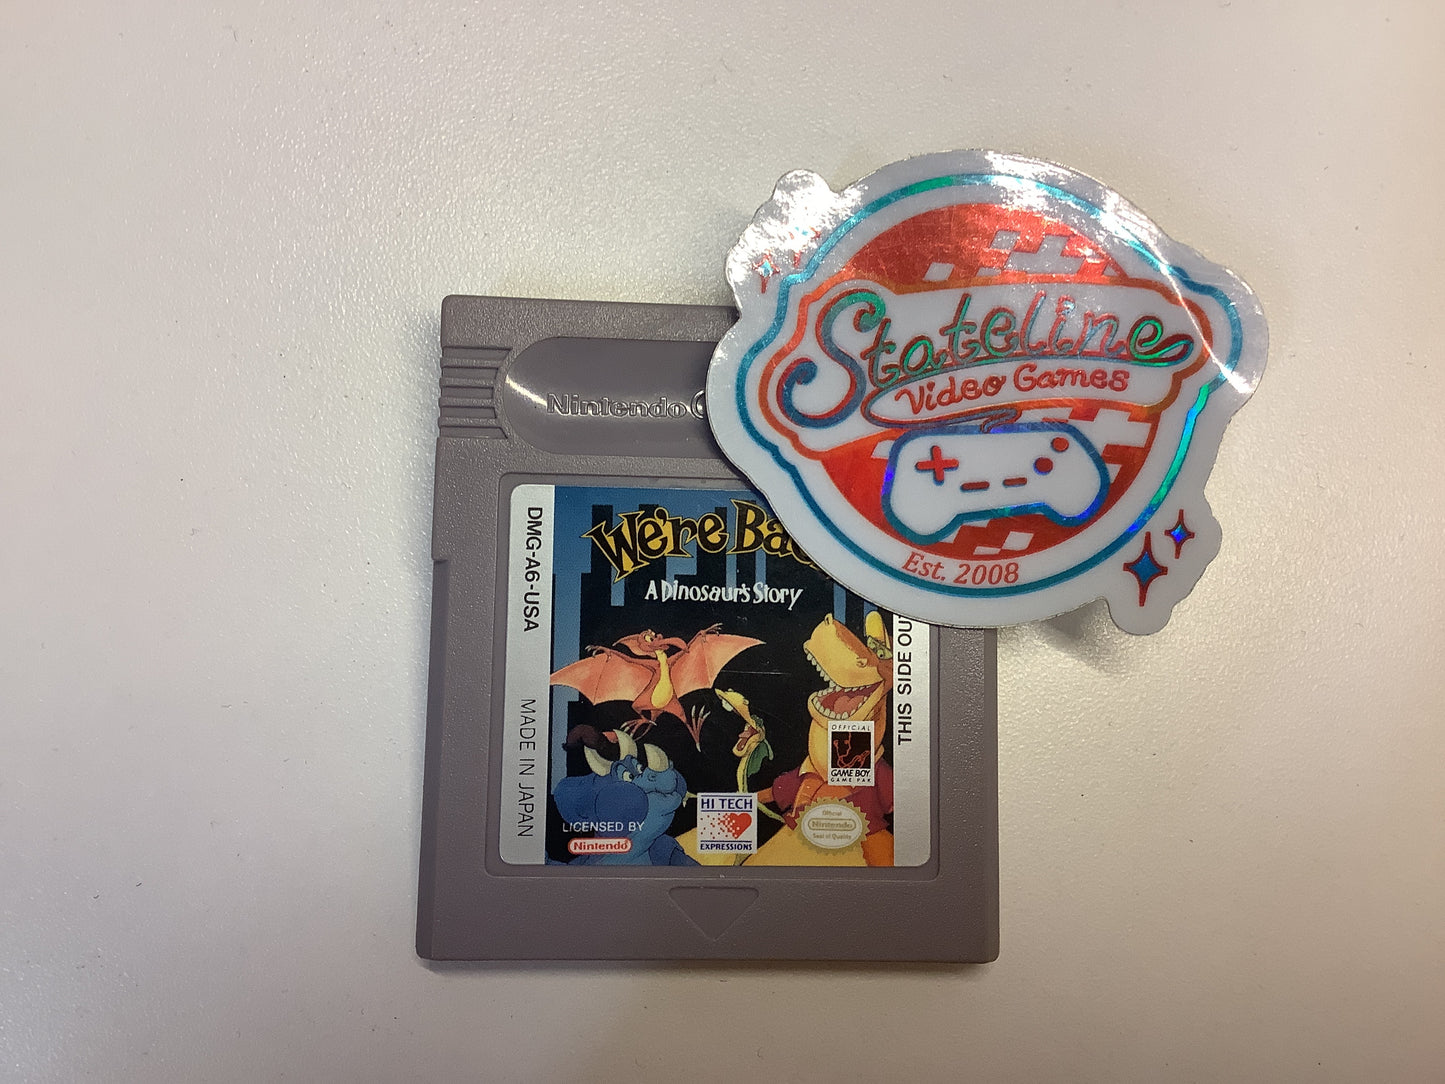 Stateline
Video Games
Est. 2008
Nintendo
We're Ba
A Dinosaur's Story
DMG-A6-USA
MADE IN JAPAN
THIS SIDE OU
OFFICIAL
GAME BOY
GAME PAK
LICENSED BY
Nintendo
HI TECH
EXPRESSIONS
Official
Nintendo
Seal of Quality